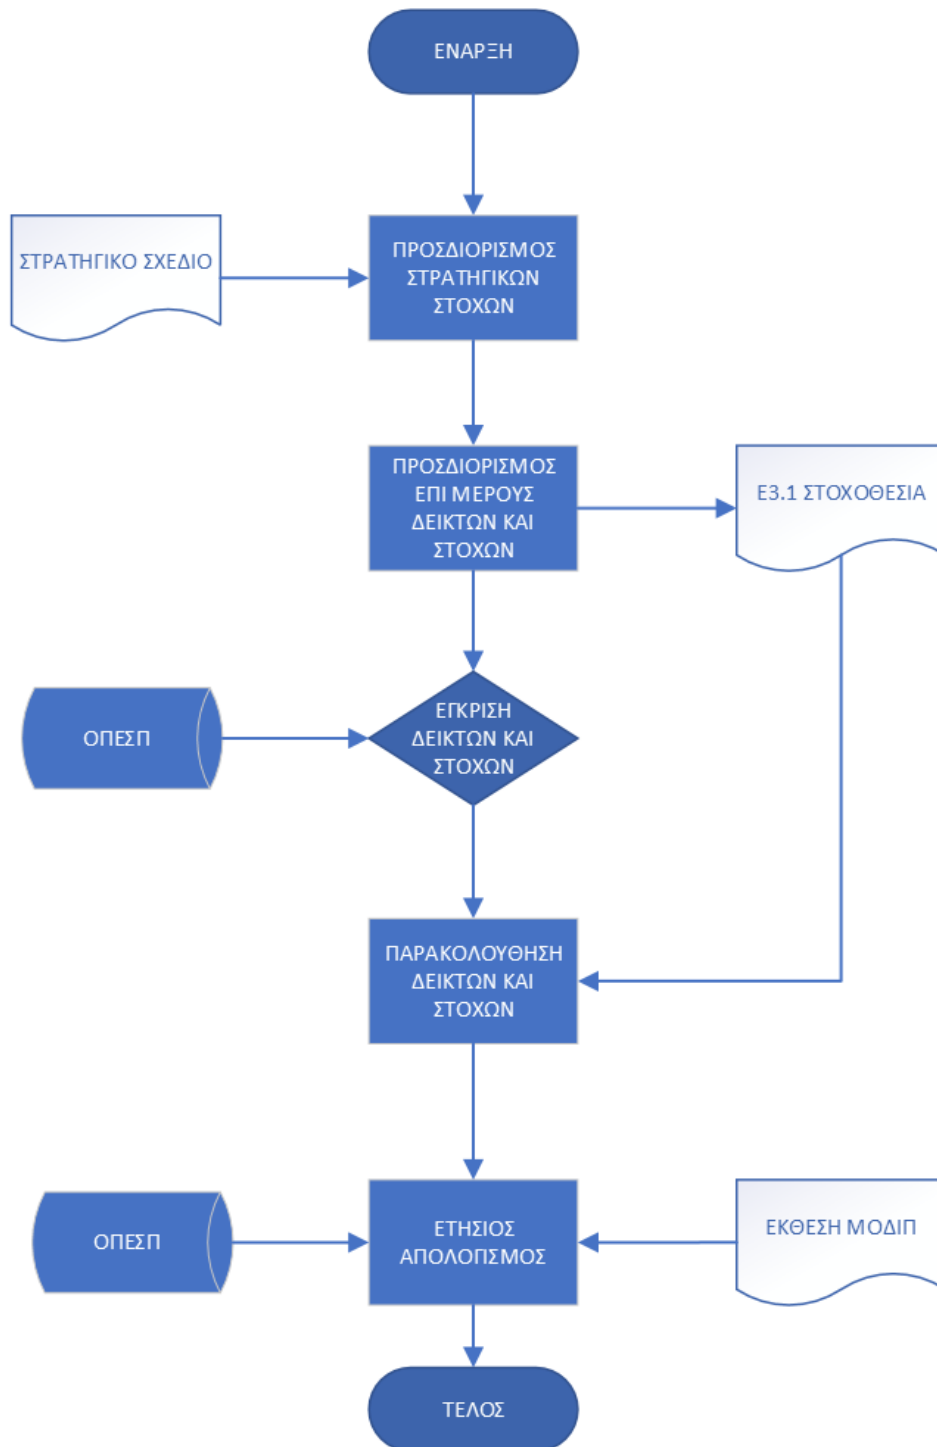 ΕΝΑΡΞΗ
ΣΤΡΑΤΗΓΙΚΟ ΣΧΕΔΙΟ
ΠΡΟΣΔΙΟΡΙΣΜΟΣ
ΣΤΡΑΤΗΓΙΚΩΝ
ΣΤΟΧΩΝ
ΠΡΟΣΔΙΟΡΙΣΜΟΣ
ΕΠΙ ΜΕΡΟΥΣ
ΔΕΙΚΤΩΝ ΚΑΙ
ΣΤΟΧΩΝ
Ε3.1 ΣΤΟΧΟΘΕΣΙΑ
ΟΠΕΣΠ
ΕΓΚΡΙΣΗ
ΔΕΙΚΤΩΝ ΚΑΙ
ΣΤΟΧΩΝ
ΠΑΡΑΚΟΛΟΥΘΗΣΗ
ΔΕΙΚΤΩΝ ΚΑΙ
ΣΤΟΧΩΝ
ΟΠΕΣΠ
ΕΤΗΣΙΟΣ
ΑΠΟΛΟΓΙΣΜΟΣ
ΕΚΘΕΣΗ ΜΟΔΙΠ
ΤΕΛΟΣ